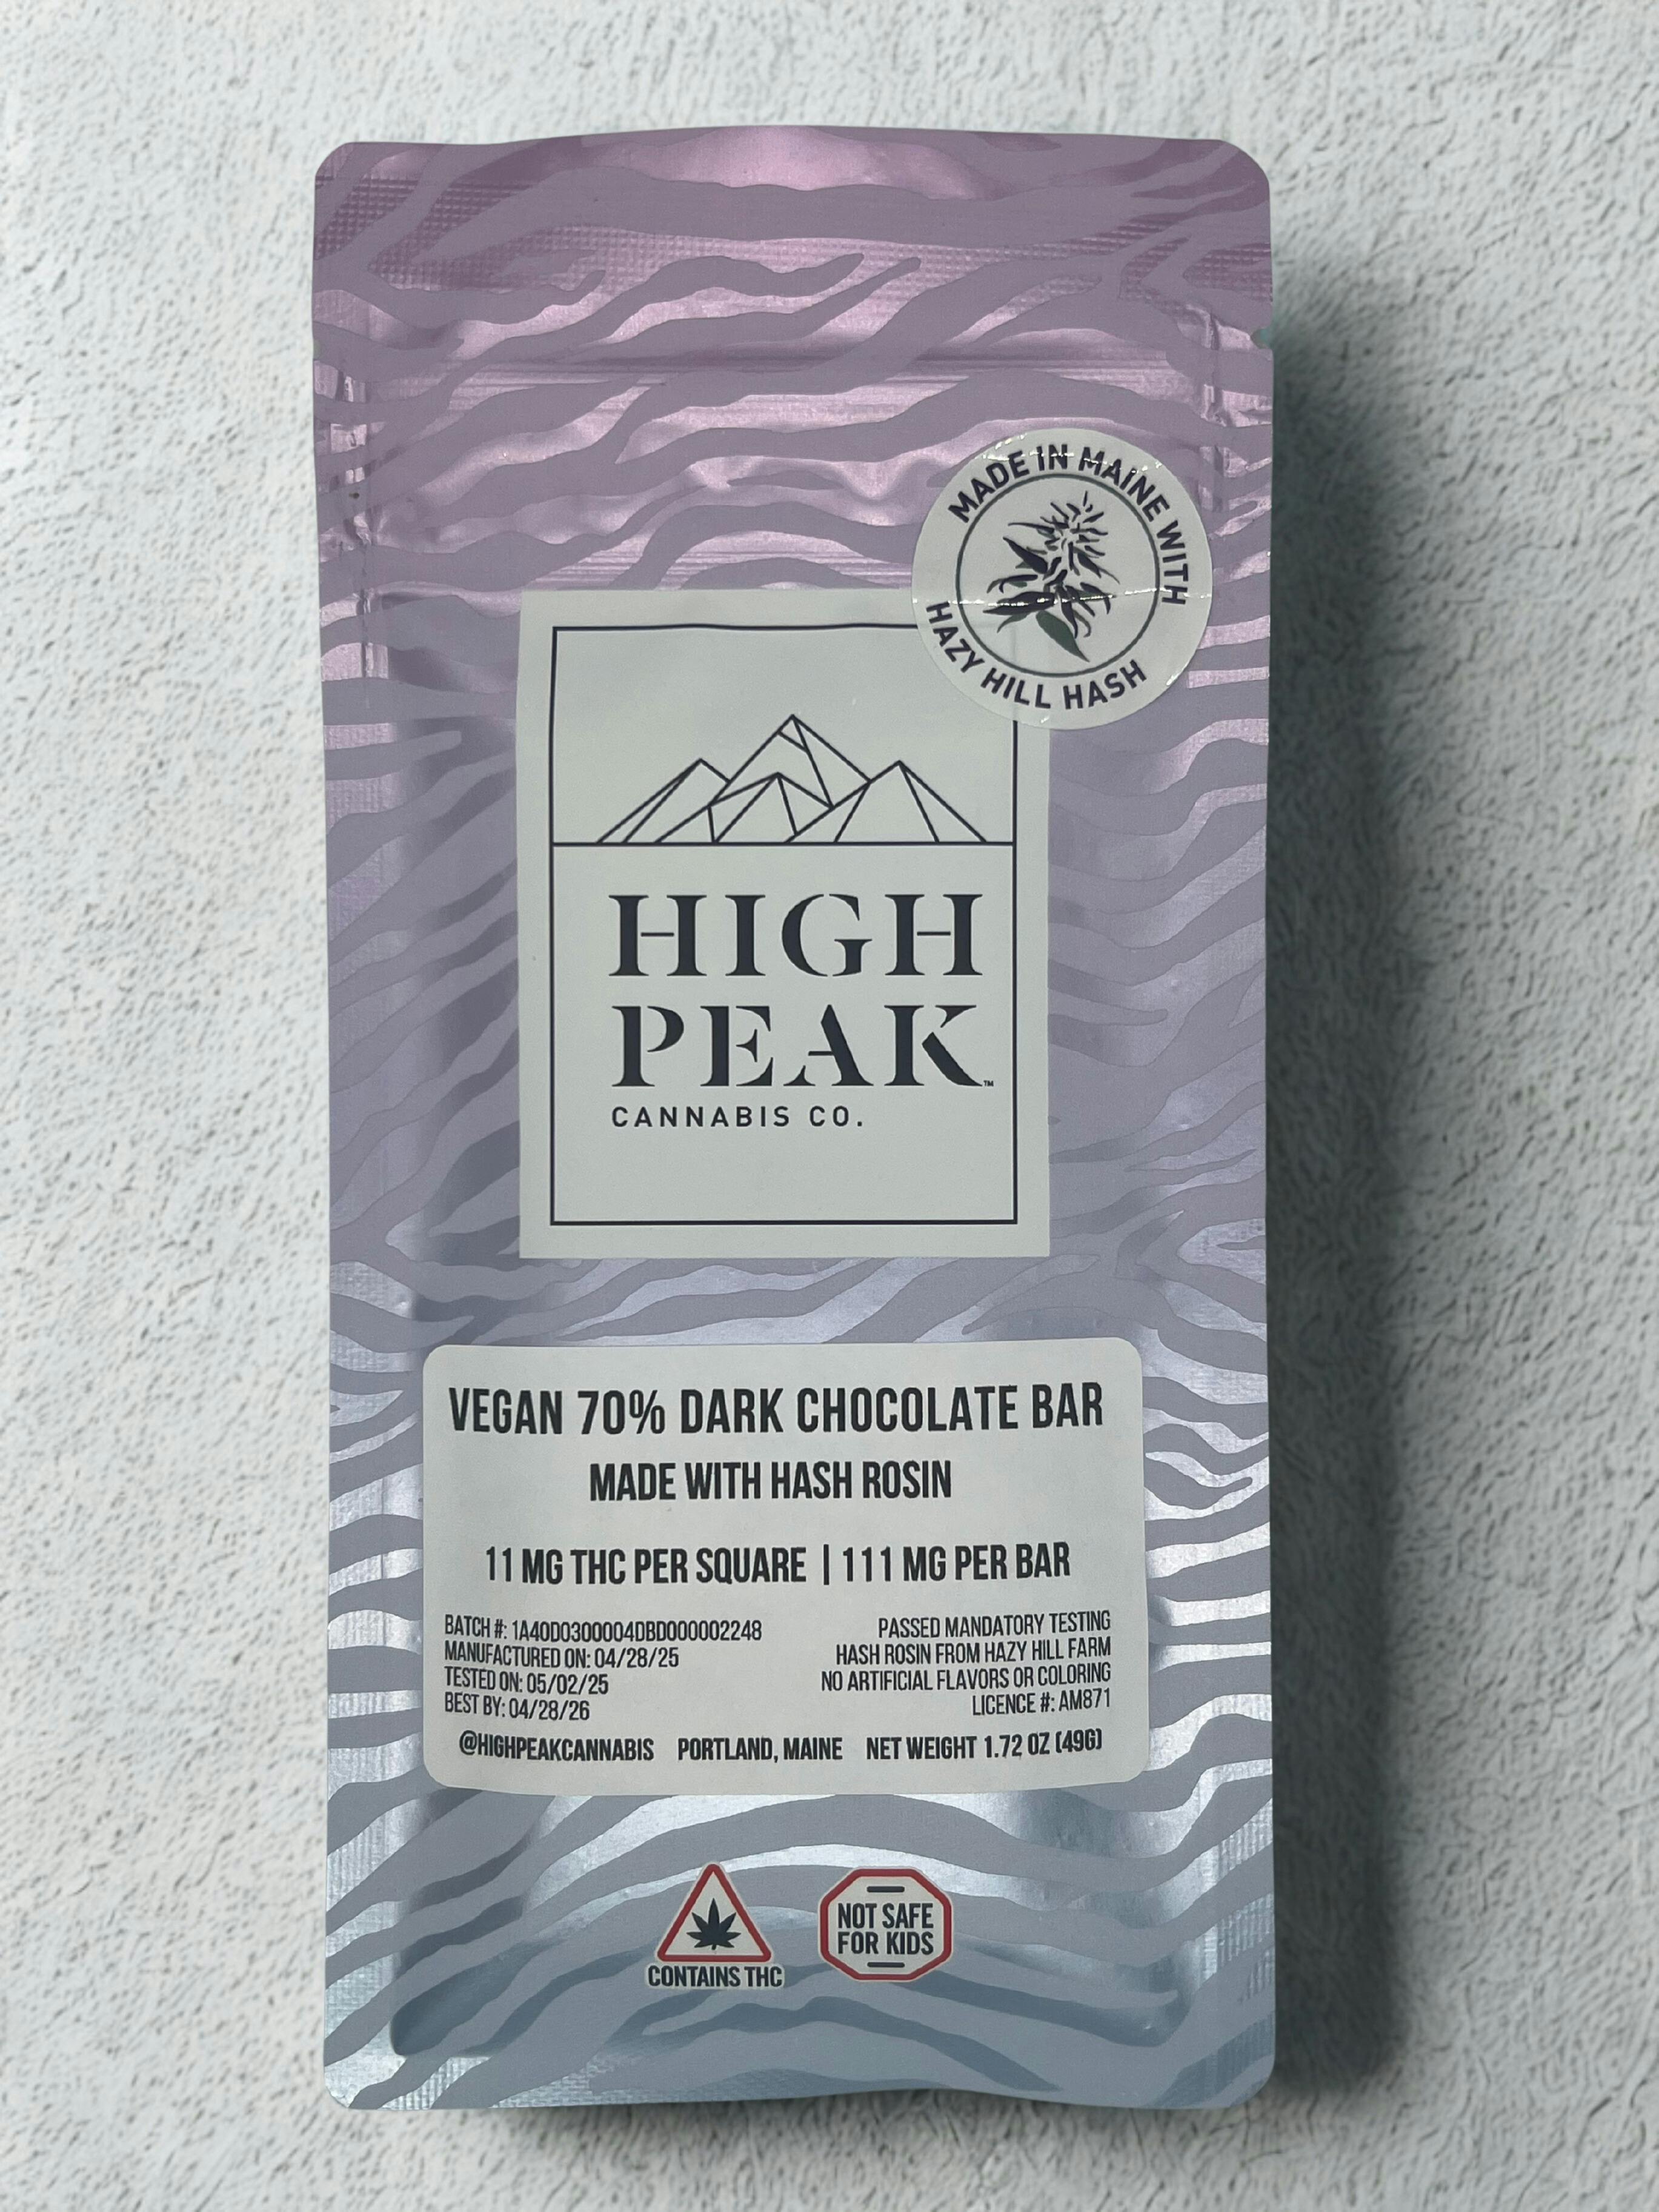 MADE IN MAINE WITH
HAZY HILL HASH
HIGH
PEAK™
CANNABIS CO.
VEGAN 70% DARK CHOCOLATE BAR
MADE WITH HASH ROSIN
11 MG THC PER SQUARE | 111 MG PER BAR
BATCH #: 1A40D0300004DBD000002248
MANUFACTURED ON: 04/28/25
TESTED ON: 05/02/25
BEST BY: 04/28/26
PASSED MANDATORY TESTING
HASH ROSIN FROM HAZY HILL FARM
NO ARTIFICIAL FLAVORS OR COLORING
LICENCE #: AM871
@HIGHPEAKCANNABIS PORTLAND, MAINE NET WEIGHT 1.72 OZ (49G)
CONTAINS THC
NOT SAFE
FOR KIDS